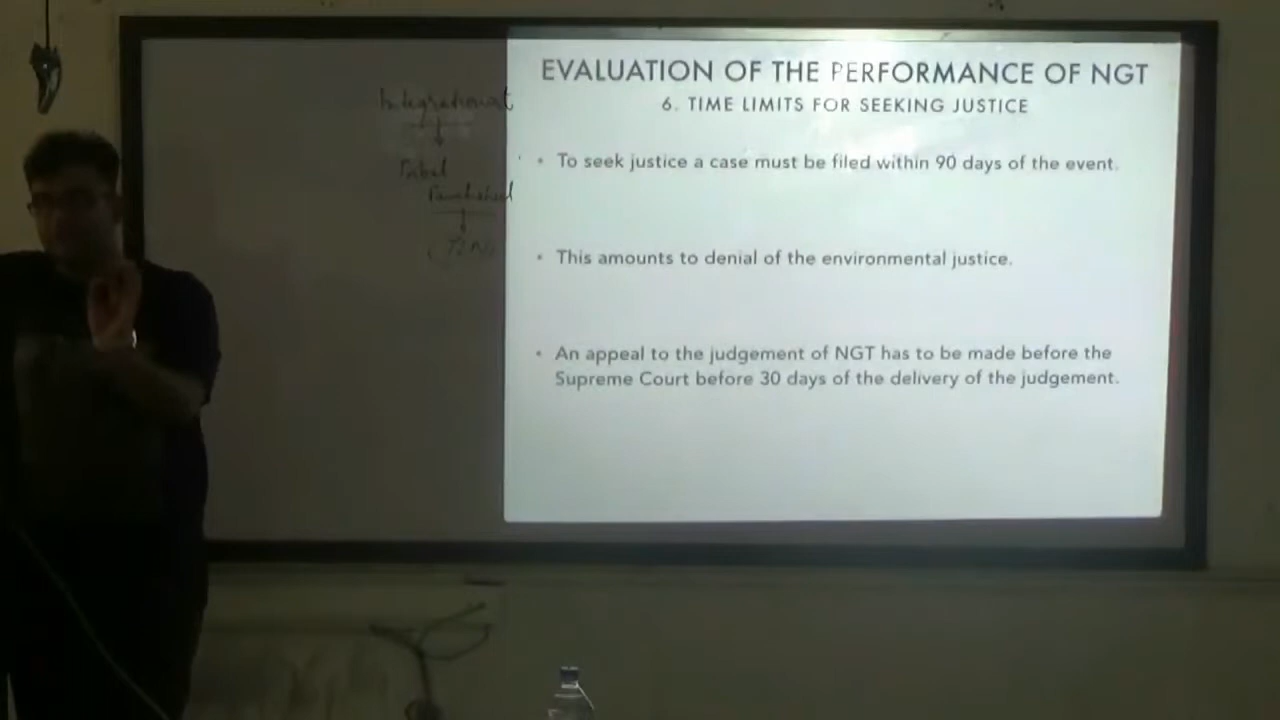 EVALUATION OF THE PERFORMANCE OF NGT
6. TIME LIMITS FOR SEEKING JUSTICE
• To seek justice a case must be filed within 90 days of the event.
• This amounts to denial of the environmental justice.
• An appeal to the judgement of NGT has to be made before the
Supreme Court before 30 days of the delivery of the judgement.